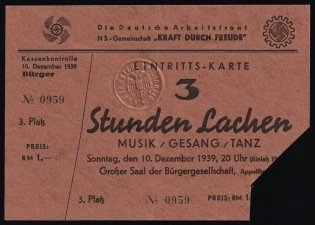 Die Deutsche Arbeitsfront
NS-Gemeinschaft „KRAFT DURCH FREUDE"
Kassenkontrolle
10. Dezember 1939
Bürger
№ 0959
3. Platz
PREIS:
RM 1.—
EINTRITTS-KARTE
3
Stunden Lachen
MUSIK / GESANG / TANZ
Sonntag, den 10. Dezember 1939, 20 Uhr
Großer Saal der Bürgergesellschaft,
3. Platz № 0959
PREIS:
RM 1.